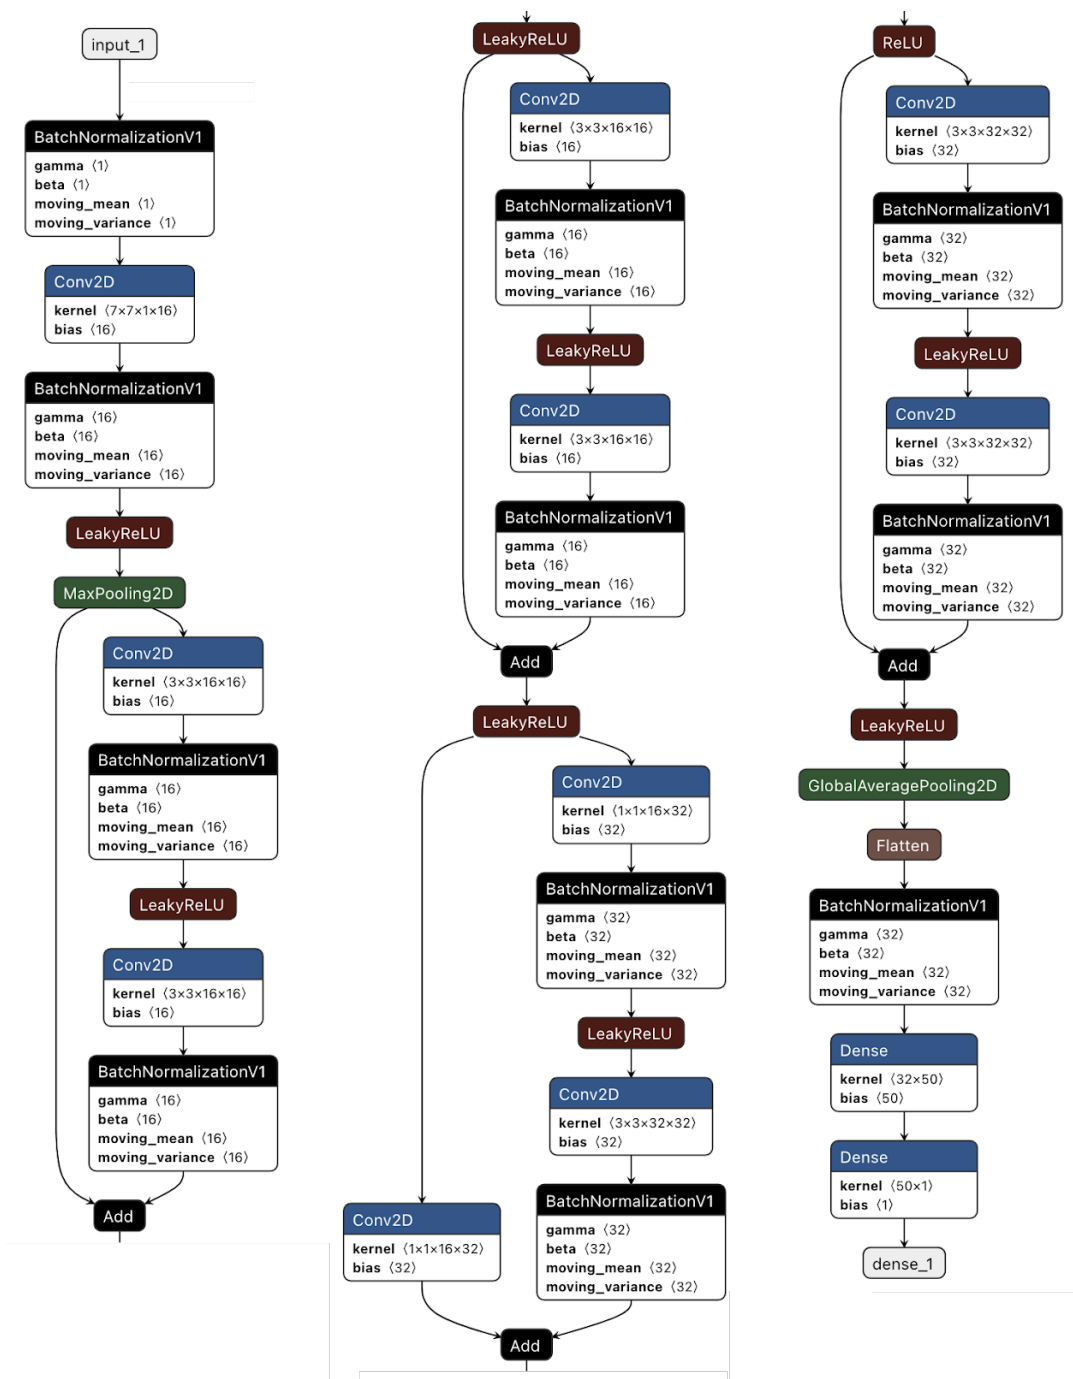 input_1
BatchNormalizationV1
gamma ⟨1⟩
beta ⟨1⟩
moving_mean ⟨1⟩
moving_variance ⟨1⟩
Conv2D
kernel ⟨7×7×1×16⟩
bias ⟨16⟩
BatchNormalizationV1
gamma ⟨16⟩
beta ⟨16⟩
moving_mean ⟨16⟩
moving_variance ⟨16⟩
LeakyReLU
MaxPooling2D
Conv2D
kernel ⟨3×3×16×16⟩
bias ⟨16⟩
BatchNormalizationV1
gamma ⟨16⟩
beta ⟨16⟩
moving_mean ⟨16⟩
moving_variance ⟨16⟩
LeakyReLU
Conv2D
kernel ⟨3×3×16×16⟩
bias ⟨16⟩
BatchNormalizationV1
gamma ⟨16⟩
beta ⟨16⟩
moving_mean ⟨16⟩
moving_variance ⟨16⟩
Add
LeakyReLU
Conv2D
kernel ⟨3×3×16×16⟩
bias ⟨16⟩
BatchNormalizationV1
gamma ⟨16⟩
beta ⟨16⟩
moving_mean ⟨16⟩
moving_variance ⟨16⟩
LeakyReLU
Conv2D
kernel ⟨3×3×16×16⟩
bias ⟨16⟩
BatchNormalizationV1
gamma ⟨16⟩
beta ⟨16⟩
moving_mean ⟨16⟩
moving_variance ⟨16⟩
Add
LeakyReLU
Conv2D
kernel ⟨1×1×16×32⟩
bias ⟨32⟩
BatchNormalizationV1
gamma ⟨32⟩
beta ⟨32⟩
moving_mean ⟨32⟩
moving_variance ⟨32⟩
LeakyReLU
Conv2D
kernel ⟨3×3×32×32⟩
bias ⟨32⟩
BatchNormalizationV1
gamma ⟨32⟩
beta ⟨32⟩
moving_mean ⟨32⟩
moving_variance ⟨32⟩
Conv2D
kernel ⟨1×1×16×32⟩
bias ⟨32⟩
Add
ReLU
Conv2D
kernel ⟨3×3×32×32⟩
bias ⟨32⟩
BatchNormalizationV1
gamma ⟨32⟩
beta ⟨32⟩
moving_mean ⟨32⟩
moving_variance ⟨32⟩
LeakyReLU
Conv2D
kernel ⟨3×3×32×32⟩
bias ⟨32⟩
BatchNormalizationV1
gamma ⟨32⟩
beta ⟨32⟩
moving_mean ⟨32⟩
moving_variance ⟨32⟩
Add
LeakyReLU
GlobalAveragePooling2D
Flatten
BatchNormalizationV1
gamma ⟨32⟩
beta ⟨32⟩
moving_mean ⟨32⟩
moving_variance ⟨32⟩
Dense
kernel ⟨32×50⟩
bias ⟨50⟩
Dense
kernel ⟨50×1⟩
bias ⟨1⟩
dense_1